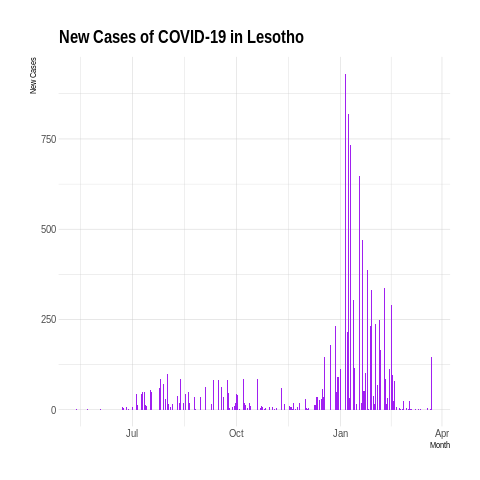 New Cases of COVID-19 in Lesotho
New Cases
750
500
250
0
Jul
Oct
Jan
Apr
Month